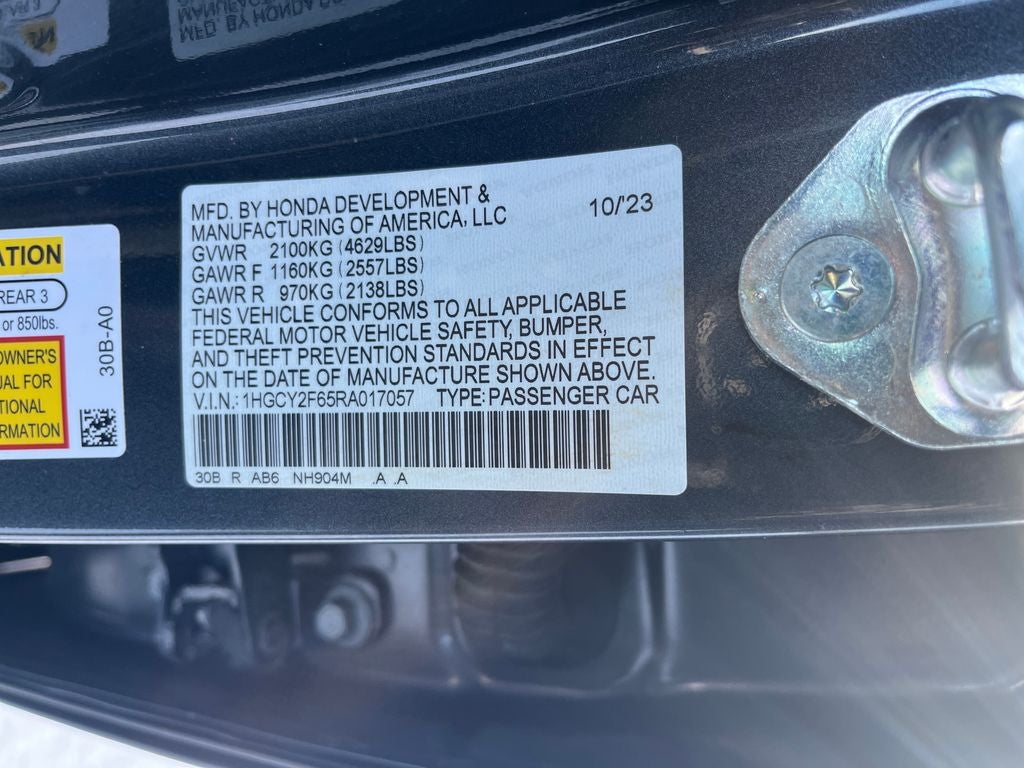 MFD. BY HONDA DEVELOPMENT &
MANUFACTURING OF AMERICA, LLC
10/'23
GVWR 2100KG (4629LBS)
GAWR F 1160KG (2557LBS)
GAWR R 970KG (2138LBS)
THIS VEHICLE CONFORMS TO ALL APPLICABLE
FEDERAL MOTOR VEHICLE SAFETY, BUMPER,
AND THEFT PREVENTION STANDARDS IN EFFECT
ON THE DATE OF MANUFACTURE SHOWN ABOVE.
V.I.N.: 1HGCY2F65RA017057 TYPE: PASSENGER CAR
30B R AB6 NH904M .A .A
ATION
REAR 3
or 850lbs.
OWNER'S
UAL FOR
TIONAL
RMATION
30B-A0